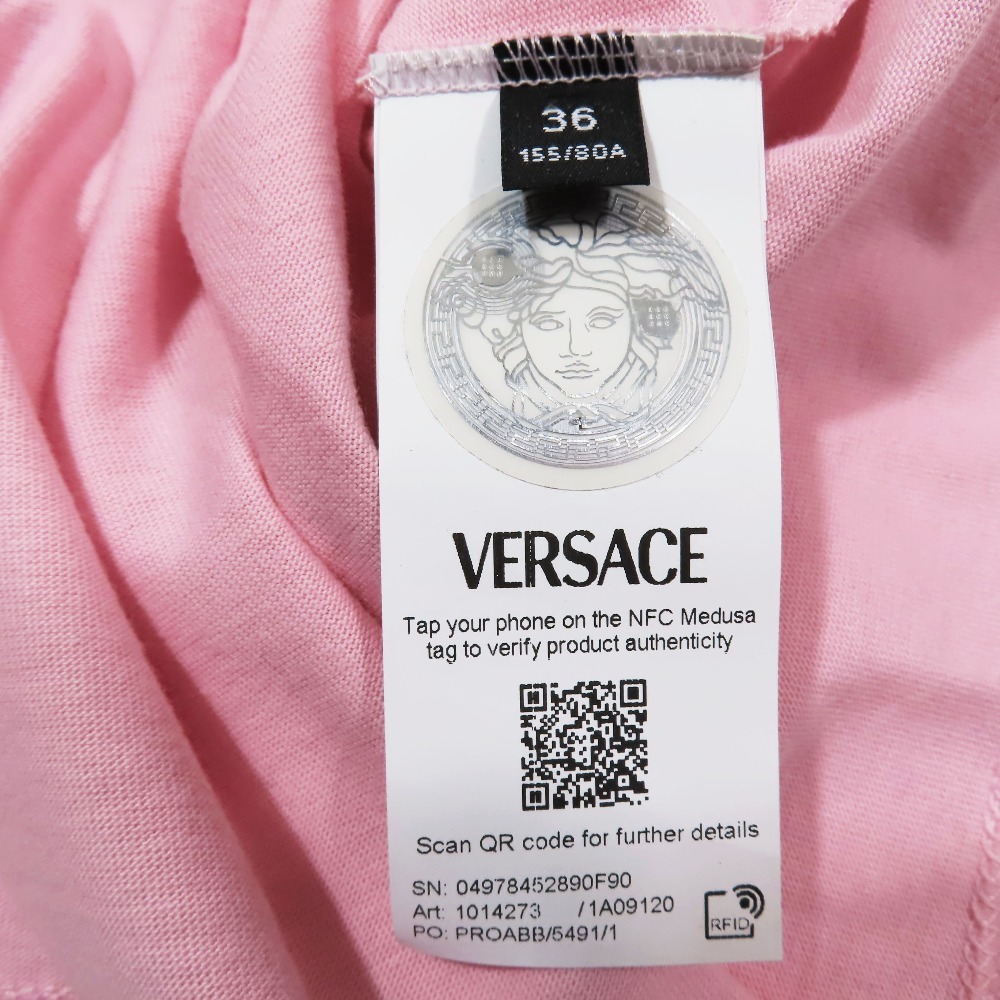 36
155/80A
VERSACE
Tap your phone on the NFC Medusa
tag to verify product authenticity
Scan QR code for further details
SN: 04978452890F90
Art: 1014273 /1A09120
PO: PROABB/5491/1
RFID